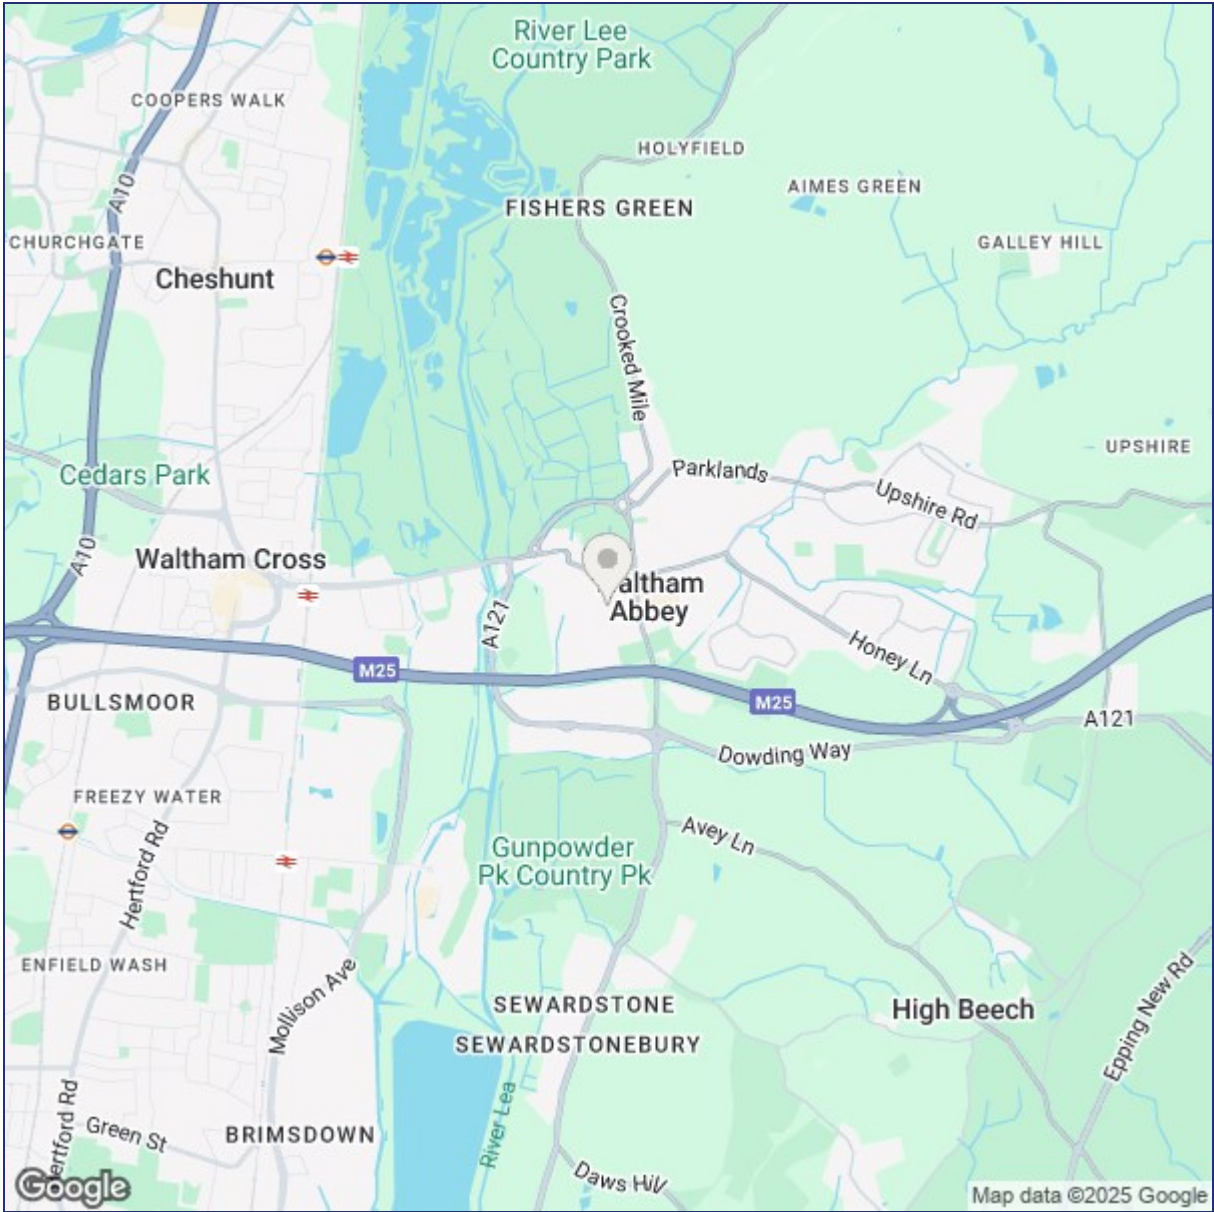 River Lee
Country Park
COOPERS WALK
HOLYFIELD
AIMES GREEN
A10
FISHERS GREEN
CHURCHGATE
GALLEY HILL
Cheshunt
Crooked Mile
UPSHIRE
Cedars Park
Parklands
Upshire Rd
A10
Waltham Cross
altham
Abbey
A121
Honey Ln
M25
M25
BULLSMOOR
A121
Dowding Way
FREEZY WATER
Hertford Rd
Avey Ln
Gunpowder
Pk Country Pk
ENFIELD WASH
Mollison Ave
SEWARDSTONE
High Beech
Epping New Rd
SEWARDSTONEBURY
River Lea
ertford Rd
Green St
BRIMSDOWN
Daws Hill
Google
Map data ©2025 Google